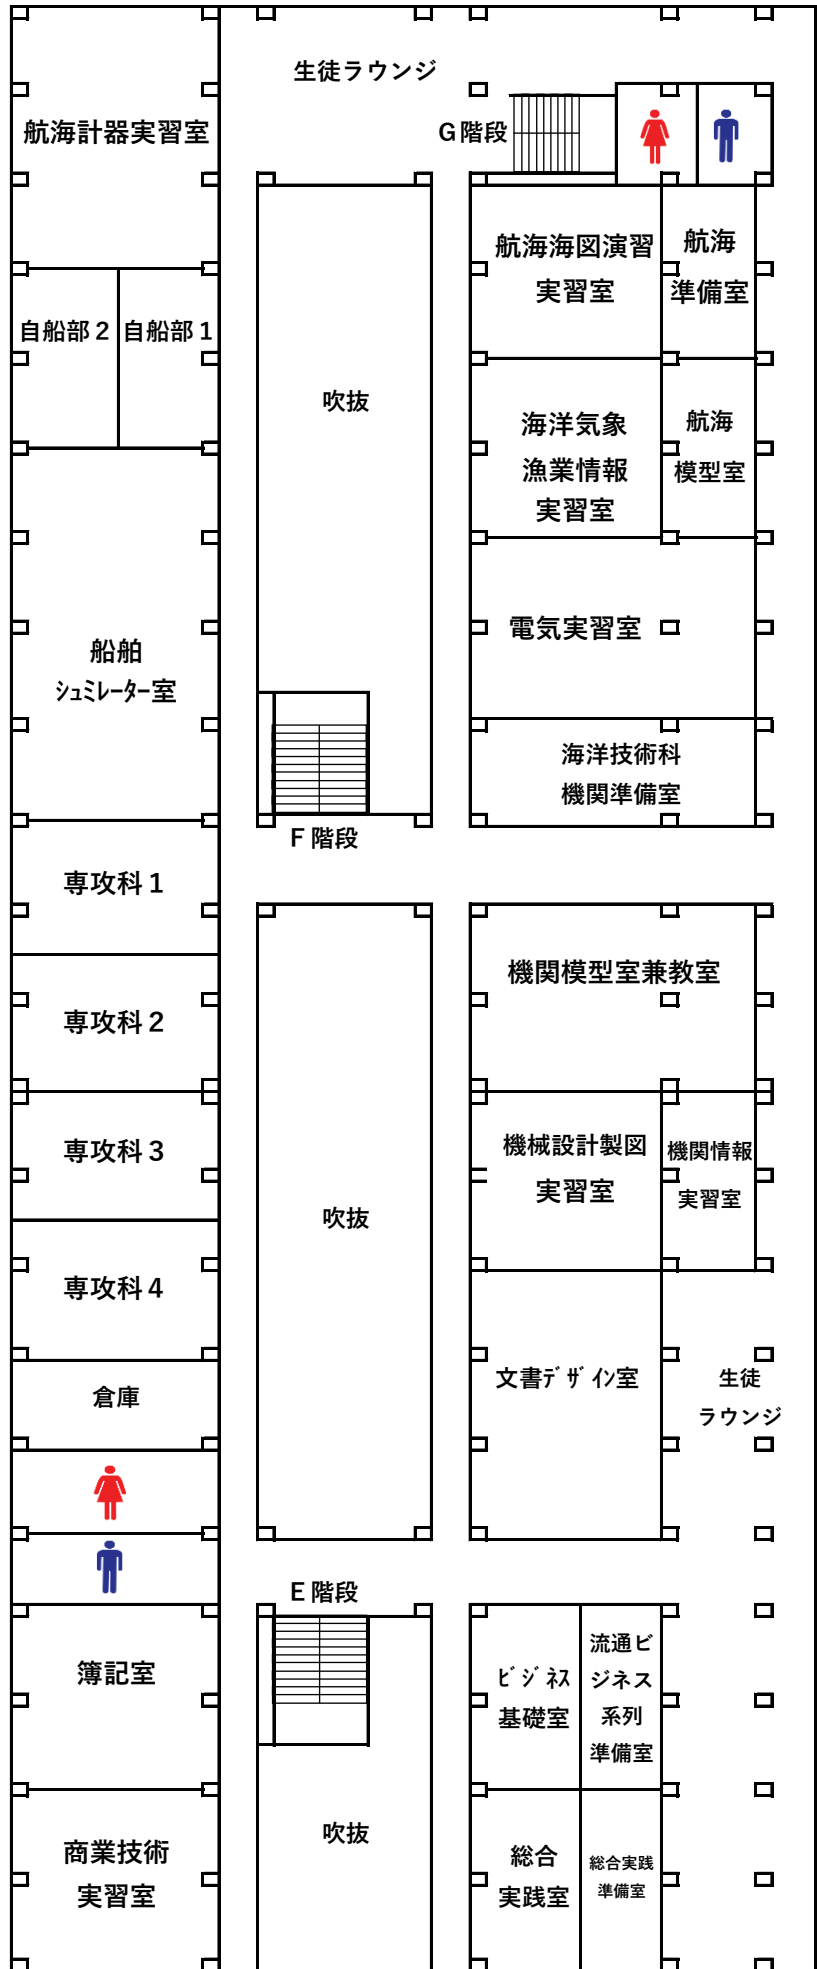 生徒ラウンジ
航海計器実習室
G階段
航海海図演習
実習室
航海
準備室
自船部2
自船部1
吹抜
海洋気象
漁業情報
実習室
航海
模型室
電気実習室
船舶
シュミレーター室
海洋技術科
機関準備室
F階段
専攻科1
機関模型室兼教室
専攻科2
機械設計製図
実習室
機関情報
実習室
専攻科3
吹抜
専攻科4
文書デザイン室
生徒
ラウンジ
倉庫
E階段
簿記室
ビジネス
基礎室
流通ビ
ジネス
系列
準備室
吹抜
商業技術
実習室
総合
実践室
総合実践
準備室